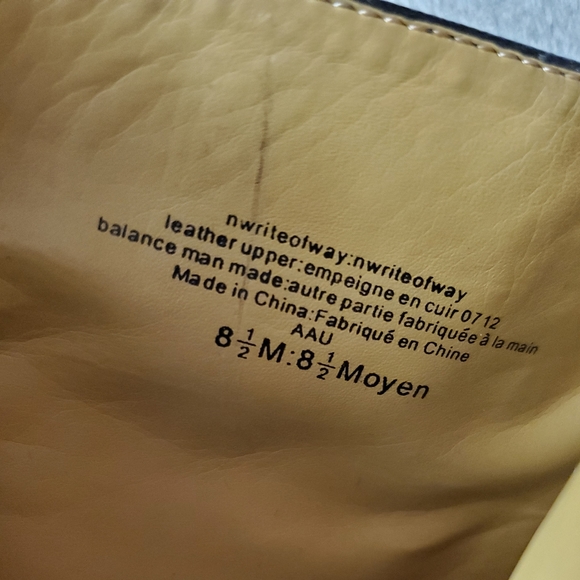 nwriteofway:nwriteofway
leather upper:empeigne en cuir 0712
balance man made:autre partie fabriquée à la main
Made in China:Fabriqué en Chine
AAU
8½M:8½Moyen